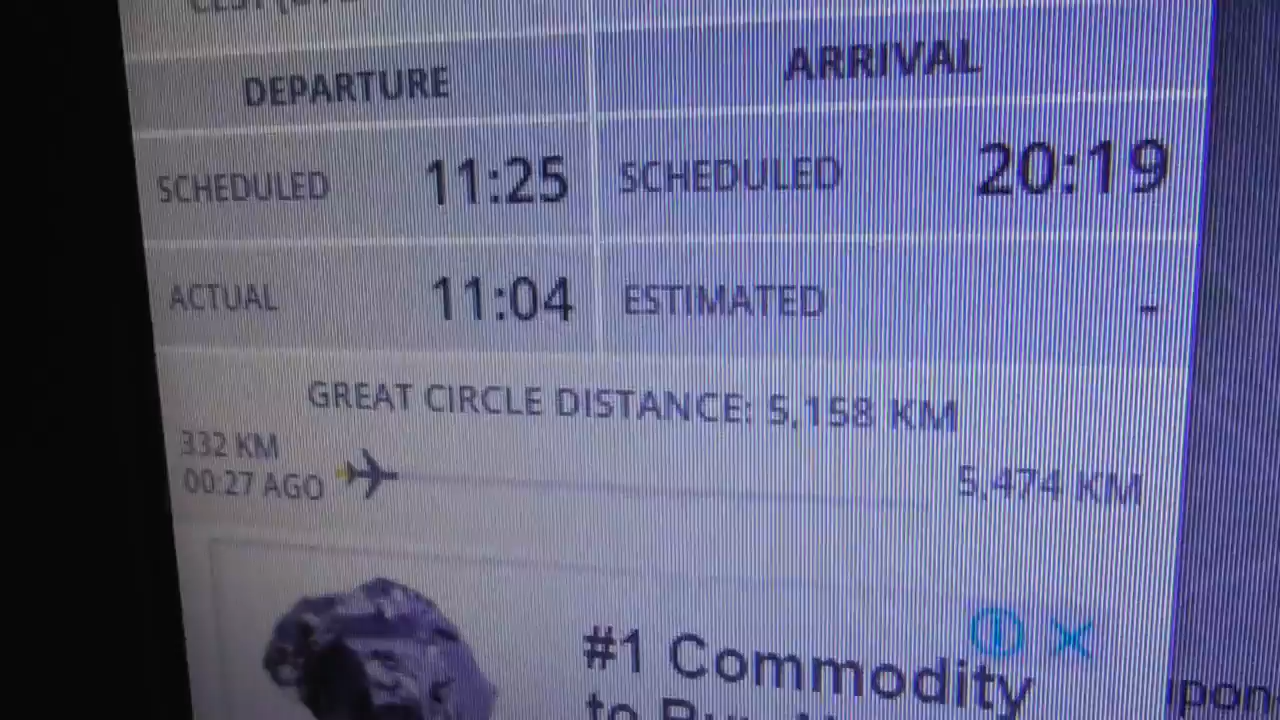 DEPARTURE ARRIVAL
SCHEDULED 11:25 SCHEDULED 20:19
ACTUAL 11:04 ESTIMATED -
GREAT CIRCLE DISTANCE: 5,158 KM
332 KM
00:27 AGO 5,474 KM
#1 Commodity
to